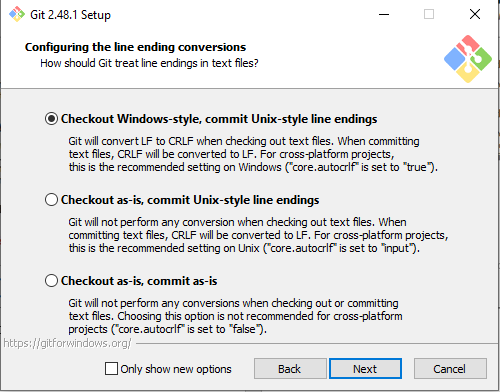 Git 2.48.1 Setup
Configuring the line ending conversions
How should Git treat line endings in text files?
Checkout Windows-style, commit Unix-style line endings
Git will convert LF to CRLF when checking out text files. When committing
text files, CRLF will be converted to LF. For cross-platform projects,
this is the recommended setting on Windows ("core.autocrlf" is set to "true").
Checkout as-is, commit Unix-style line endings
Git will not perform any conversion when checking out text files. When
committing text files, CRLF will be converted to LF. For cross-platform projects,
this is the recommended setting on Unix ("core.autocrlf" is set to "input").
Checkout as-is, commit as-is
Git will not perform any conversions when checking out or committing
text files. Choosing this option is not recommended for cross-platform
projects ("core.autocrlf" is set to "false").
https://gitforwindows.org/
Only show new options
Back
Next
Cancel